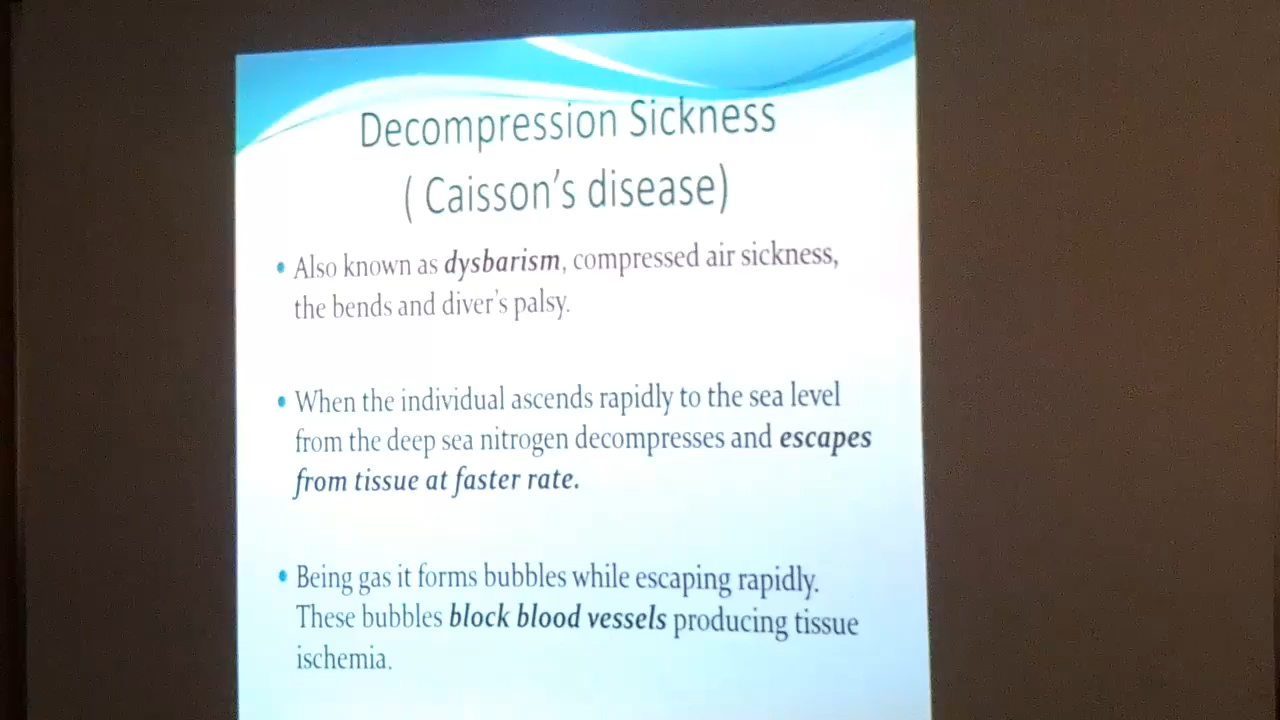 Decompression Sickness
( Caisson's disease)
• Also known as dysbarism, compressed air sickness,
the bends and diver's palsy.
• When the individual ascends rapidly to the sea level
from the deep sea nitrogen decompresses and escapes
from tissue at faster rate.
• Being gas it forms bubbles while escaping rapidly.
These bubbles block blood vessels producing tissue
ischemia.